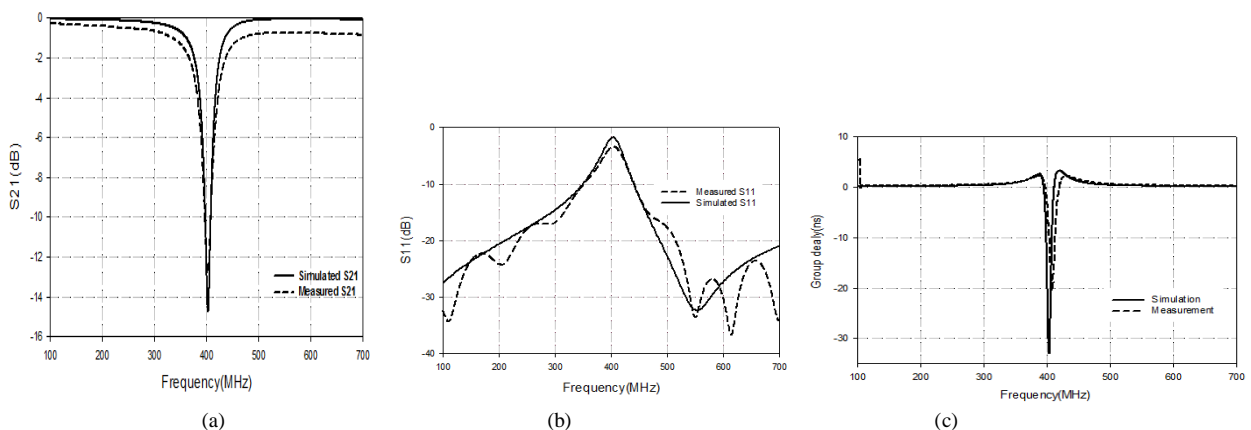 0
-2
-4
-6
-8
-10
-12
-14
-16
S21(dB)
Simulated S21
Measured S21
100 200 300 400 500 600 700
Frequency(MHz)
(a)
0
-10
-20
-30
-40
S11(dB)
Measured S11
Simulated S11
100 200 300 400 500 600 700
Frequency(MHz)
(b)
10
0
-10
-20
-30
Group dealy(ns)
Simulation
Measurement
100 200 300 400 500 600 700
Frequency(MHz)
(c)